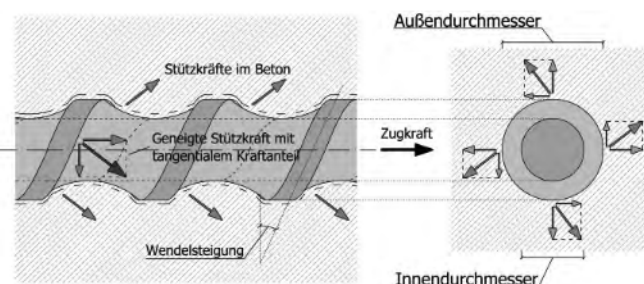 Außendurchmesser
Stützkräfte im Beton
Geneigte Stützkraft mit
tangentialem Kraftanteil
Zugkraft
Wendelsteigung
Innendurchmesser